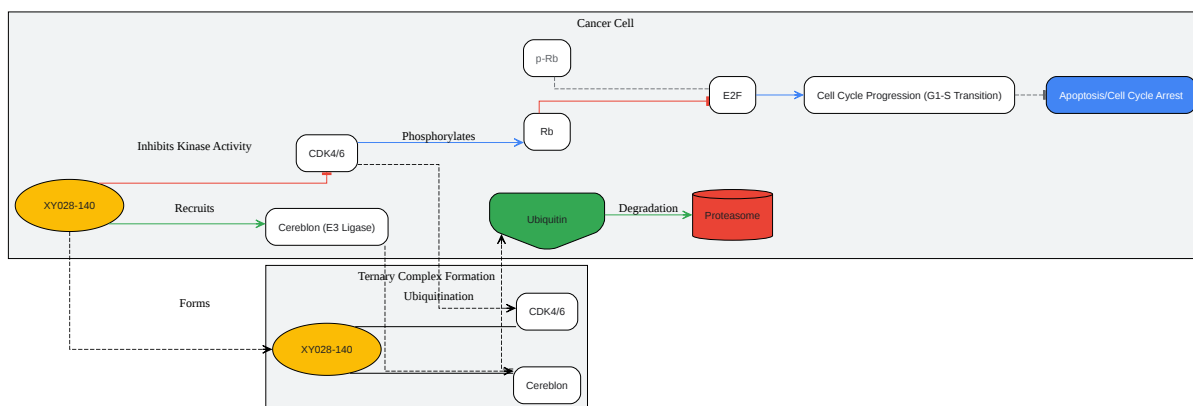 Cancer Cell
p-Rb
E2F
Cell Cycle Progression (G1-S Transition)
Apoptosis/Cell Cycle Arrest
Rb
Phosphorylates
Inhibits Kinase Activity
CDK4/6
XY028-140
Recruits
Cereblon (E3 Ligase)
Ubiquitin
Degradation
Proteasome
Ternary Complex Formation
Ubiquitination
Forms
CDK4/6
XY028-140
Cereblon